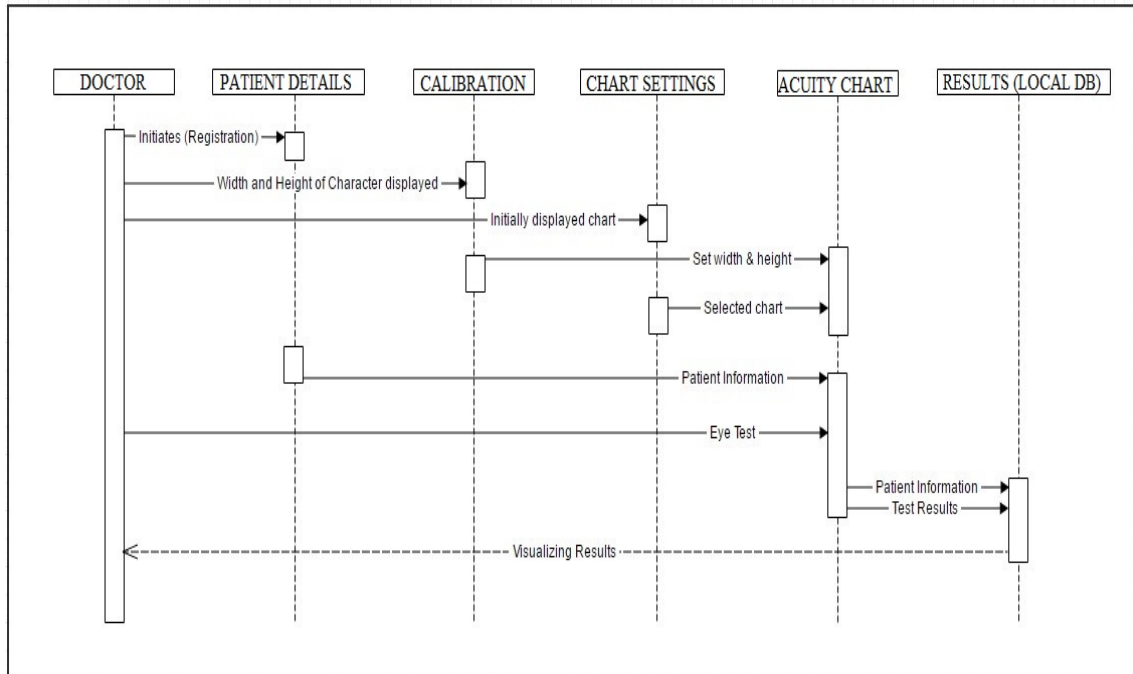 DOCTOR
PATIENT DETAILS
CALIBRATION
CHART SETTINGS
ACUITY CHART
RESULTS (LOCAL DB)
Initiates (Registration)
Width and Height of Character displayed
Initially displayed chart
Set width & height
Selected chart
Patient Information
Eye Test
Patient Information
Test Results
Visualizing Results